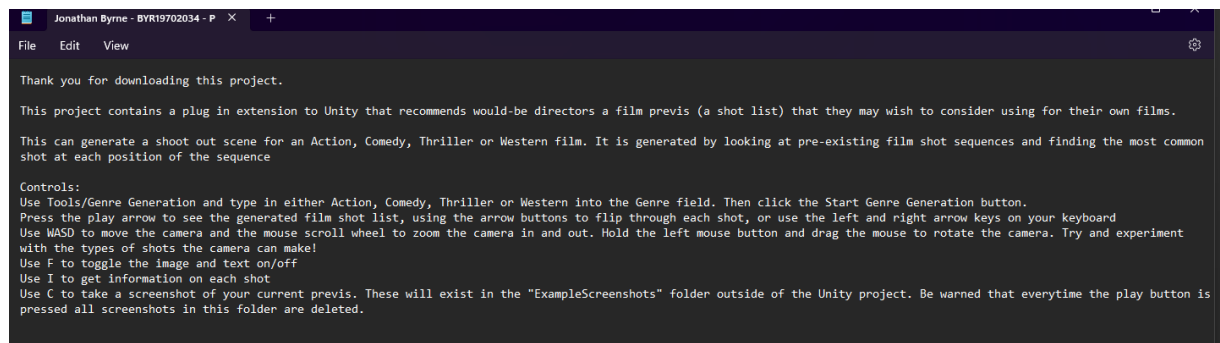 Jonathan Byrne - BYR19702034 - P
File Edit View
Thank you for downloading this project.
This project contains a plug in extension to Unity that recommends would-be directors a film previs (a shot list) that they may wish to consider using for their own films.
This can generate a shoot out scene for an Action, Comedy, Thriller or Western film. It is generated by looking at pre-existing film shot sequences and finding the most common
shot at each position of the sequence
Controls:
Use Tools/Genre Generation and type in either Action, Comedy, Thriller or Western into the Genre field. Then click the Start Genre Generation button.
Press the play arrow to see the generated film shot list, using the arrow buttons to flip through each shot, or use the left and right arrow keys on your keyboard
Use WASD to move the camera and the mouse scroll wheel to zoom the camera in and out. Hold the left mouse button and drag the mouse to rotate the camera. Try and experiment
with the types of shots the camera can make!
Use F to toggle the image and text on/off
Use I to get information on each shot
Use C to take a screenshot of your current previs. These will exist in the "ExampleScreenshots" folder outside of the Unity project. Be warned that everytime the play button is
pressed all screenshots in this folder are deleted.